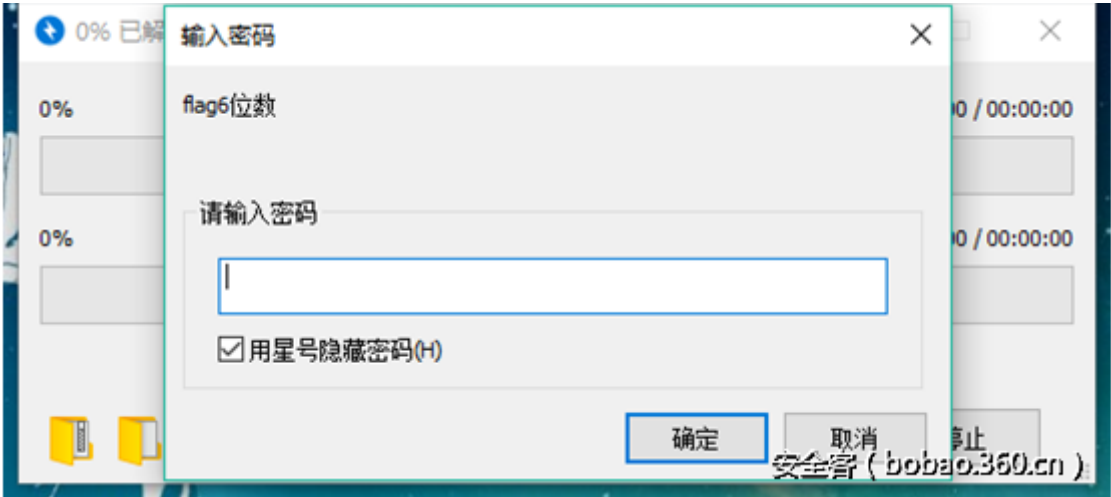 0% 已解
输入密码
flag6位数
0%
00 / 00:00:00
请输入密码
0%
00 / 00:00:00
用星号隐藏密码(H)
确定
取消
停止
安全客 ( bobao.360.cn )